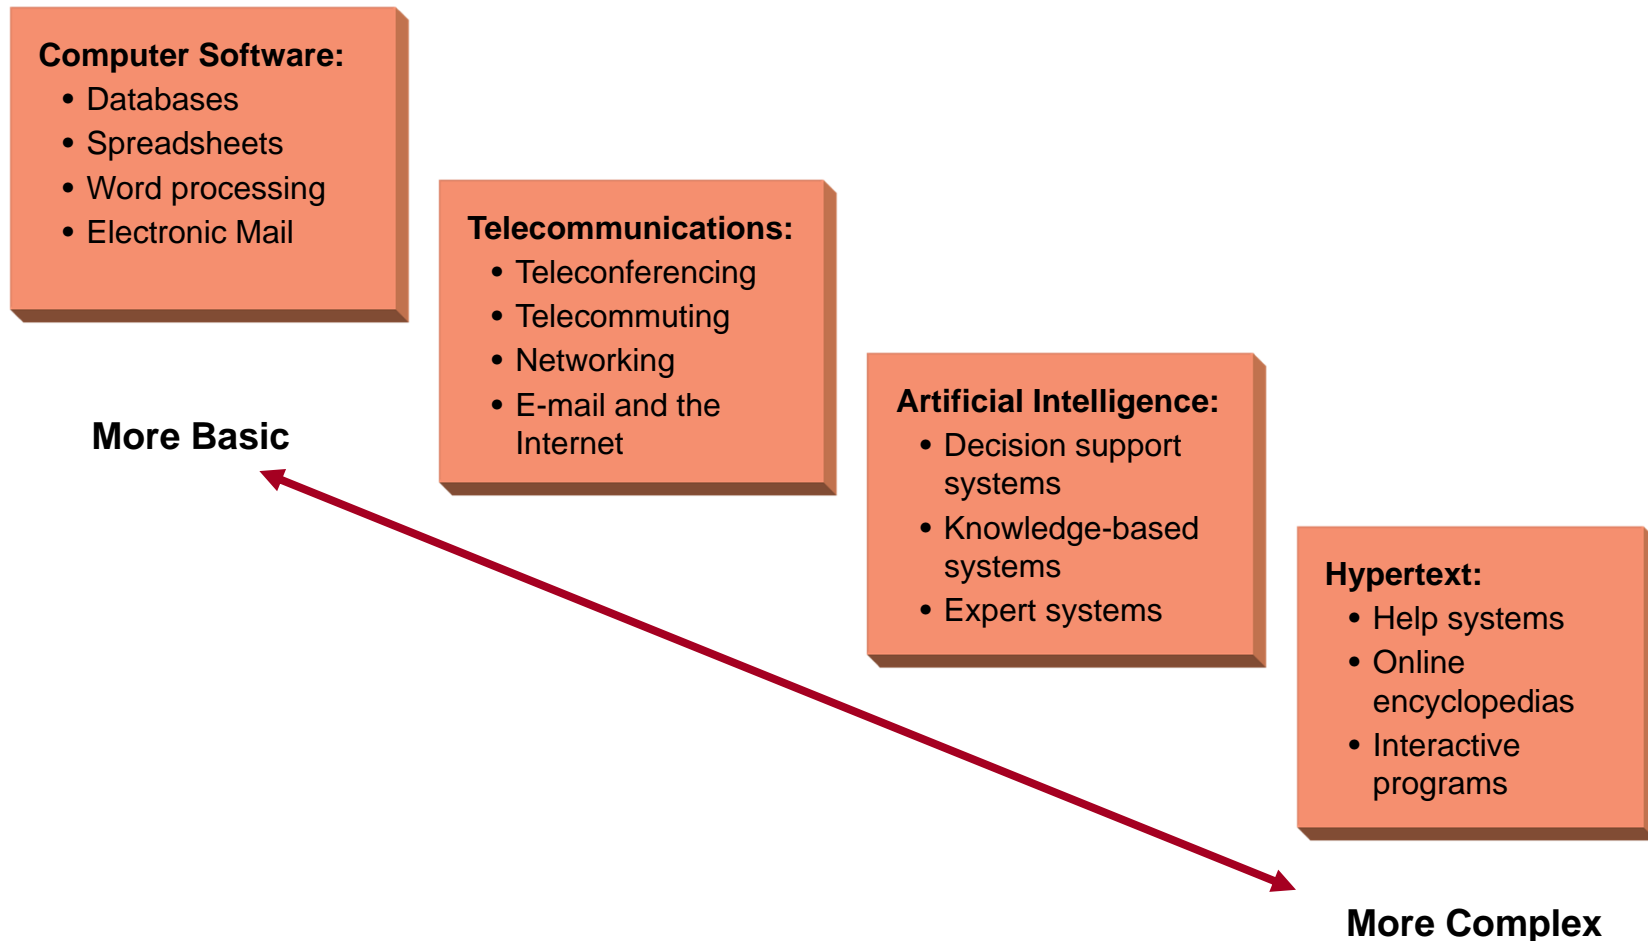 Computer Software:
• Databases
• Spreadsheets
• Word processing
• Electronic Mail
Telecommunications:
• Teleconferencing
• Telecommuting
• Networking
• E-mail and the
Internet
Artificial Intelligence:
• Decision support
systems
• Knowledge-based
systems
• Expert systems
Hypertext:
• Help systems
• Online
encyclopedias
• Interactive
programs
More Basic
More Complex